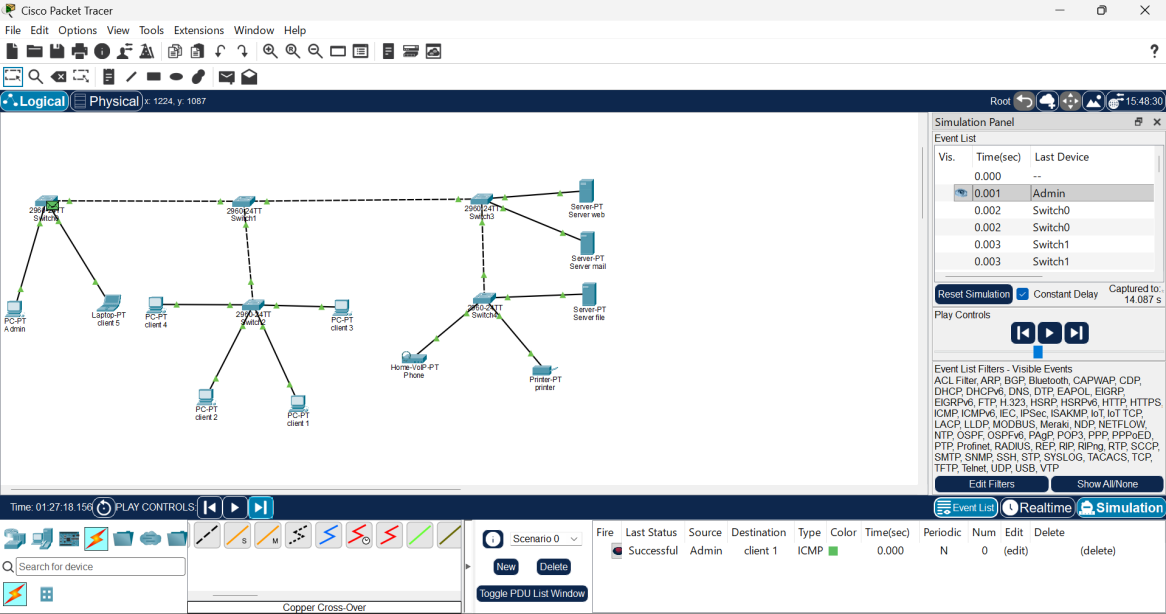 Cisco Packet Tracer
File Edit Options View Tools Extensions Window Help
?
Logical Physical x: 1224, y: 1087
Root 15:48:30
Simulation Panel
Event List
Vis. Time(sec) Last Device
0.000 --
0.001 Admin
0.002 Switch0
0.002 Switch0
0.003 Switch1
0.003 Switch1
Reset Simulation Constant Delay Captured to:
14.087 s
Play Controls
Event List Filters - Visible Events
ACL Filter, ARP, BGP, Bluetooth, CAPWAP, CDP,
DHCP, DHCPv6, DNS, DTP, EAPOL, EIGRP,
EIGRPv6, FTP, H.323, HSRP, HSRPv6, HTTP, HTTPS,
ICMP, ICMPv6, IEC, IPSec, ISAKMP, IoT, IoT TCP,
LACP, LLDP, MODBUS, Meraki, NDP, NETFLOW,
NTP, OSPF, OSPFv6, PAgP, POP3, PPP, PPPoED,
PTP, Profinet, RADIUS, REP, RIP, RIPng, RTP, SCCP,
SMTP, SNMP, SSH, STP, SYSLOG, TACACS, TCP,
TFTP, Telnet, UDP, USB, VTP
Edit Filters Show All/None
Event List Realtime Simulation
2960-24TT
Switch1
2960-24TT
Switch3
Server-PT
Server web
Server-PT
Server mail
Server-PT
Server file
2960-24TT
Switch2
2960-24TT
Switch4
PC-PT
Admin
Laptop-PT
client 5
PC-PT
client 4
PC-PT
client 3
PC-PT
client 2
PC-PT
client 1
Home-VoIP-PT
Phone
Printer-PT
printer
Time: 01:27:18.156 PLAY CONTROLS:
Search for device
S
M
Copper Cross-Over
Scenario 0
New Delete
Toggle PDU List Window
Fire Last Status Source Destination Type Color Time(sec) Periodic Num Edit Delete
Successful Admin client 1 ICMP 0.000 N 0 (edit) (delete)